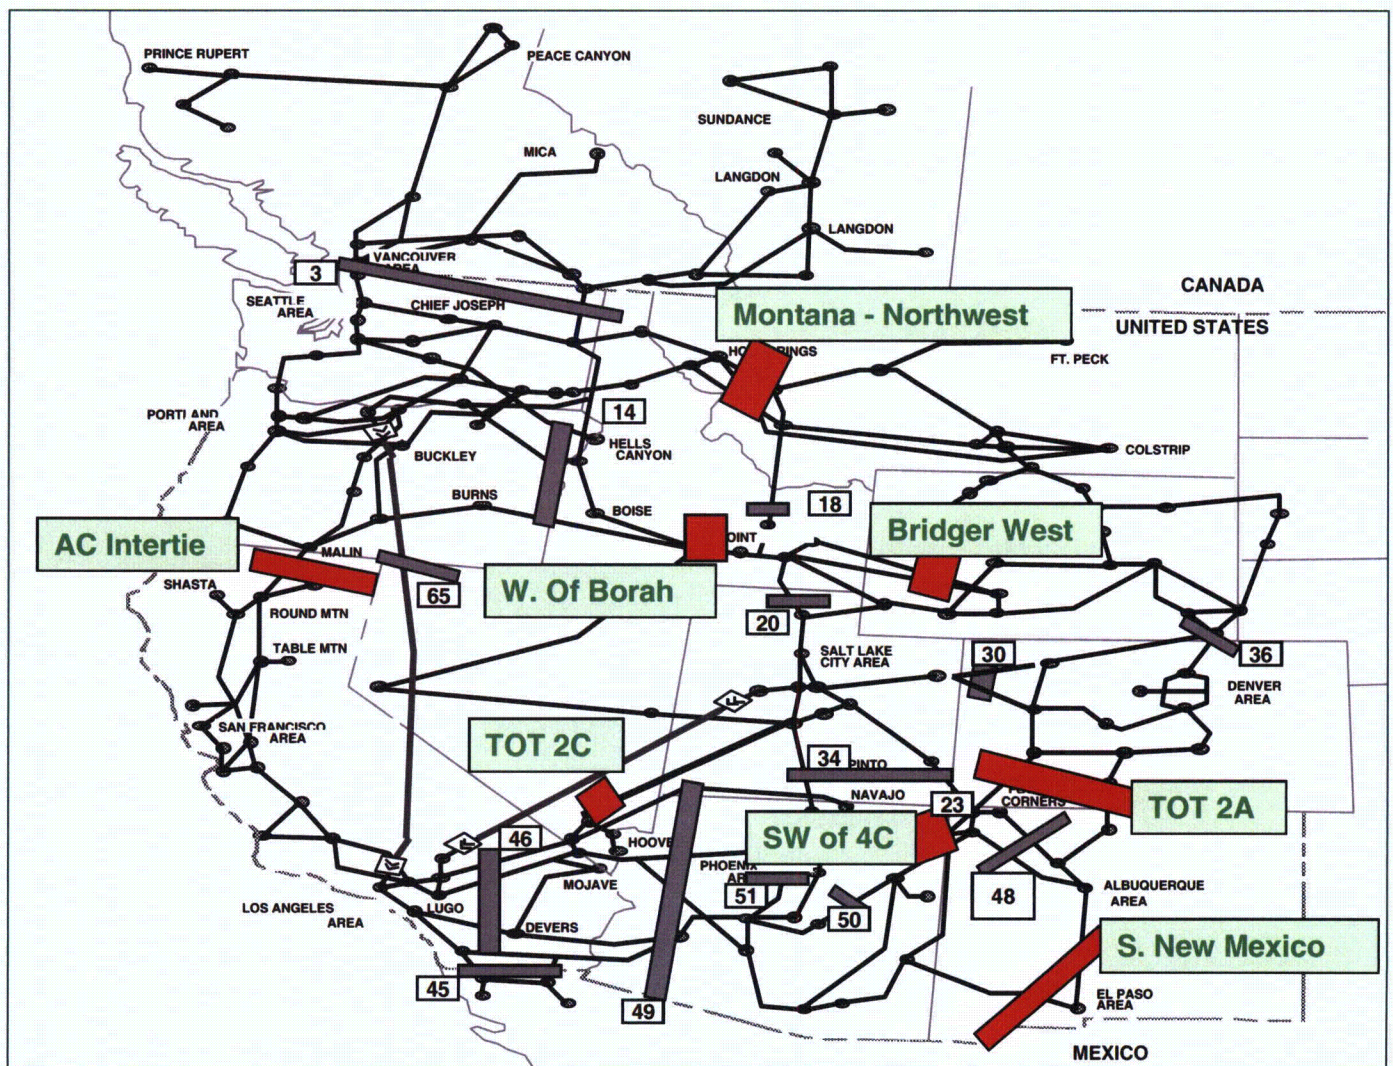 PRINCE RUPERT
PEACE CANYON
SUNDANCE
MICA
LANGDON
LANGDON
VANCOUVER
AREA
3
CANADA
SEATTLE
AREA
CHIEF JOSEPH
Montana - Northwest
UNITED STATES
FT. PECK
14
PORTLAND
AREA
HELLS
CANYON
BUCKLEY
COLSTRIP
BURNS
BOISE
18
AC Intertie
Bridger West
MALIN
SHASTA
65
W. Of Borah
ROUND MTN
20
TABLE MTN
SALT LAKE
CITY AREA
30
36
DENVER
AREA
SAN FRANCISCO
AREA
TOT 2C
34
PINTO
NAVAJO
23
CORNERS
TOT 2A
46
HOOVER
SW of 4C
PHOENIX
MOJAVE
51
50
48
ALBUQUERQUE
AREA
LOS ANGELES
AREA
LUGO
DEVERS
S. New Mexico
45
49
EL PASO
AREA
MEXICO